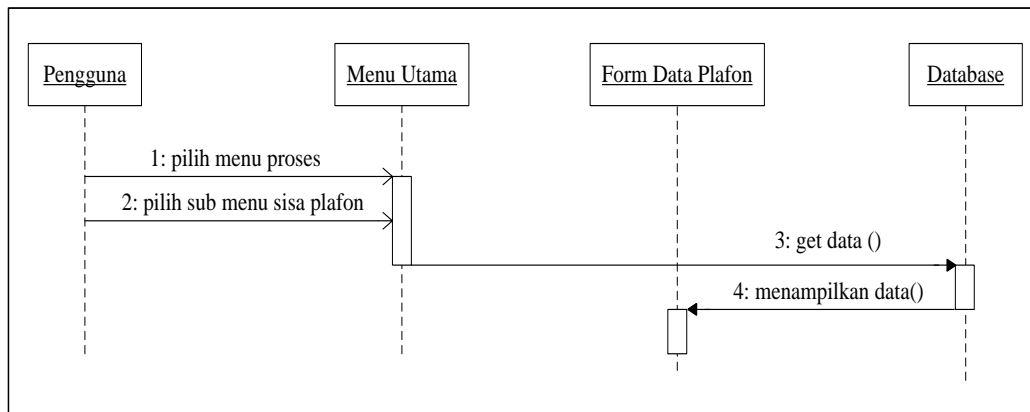 Pengguna
Menu Utama
Form Data Plafon
Database
1: pilih menu proses
2: pilih sub menu sisa plafon
3: get data ()
4: menampilkan data()